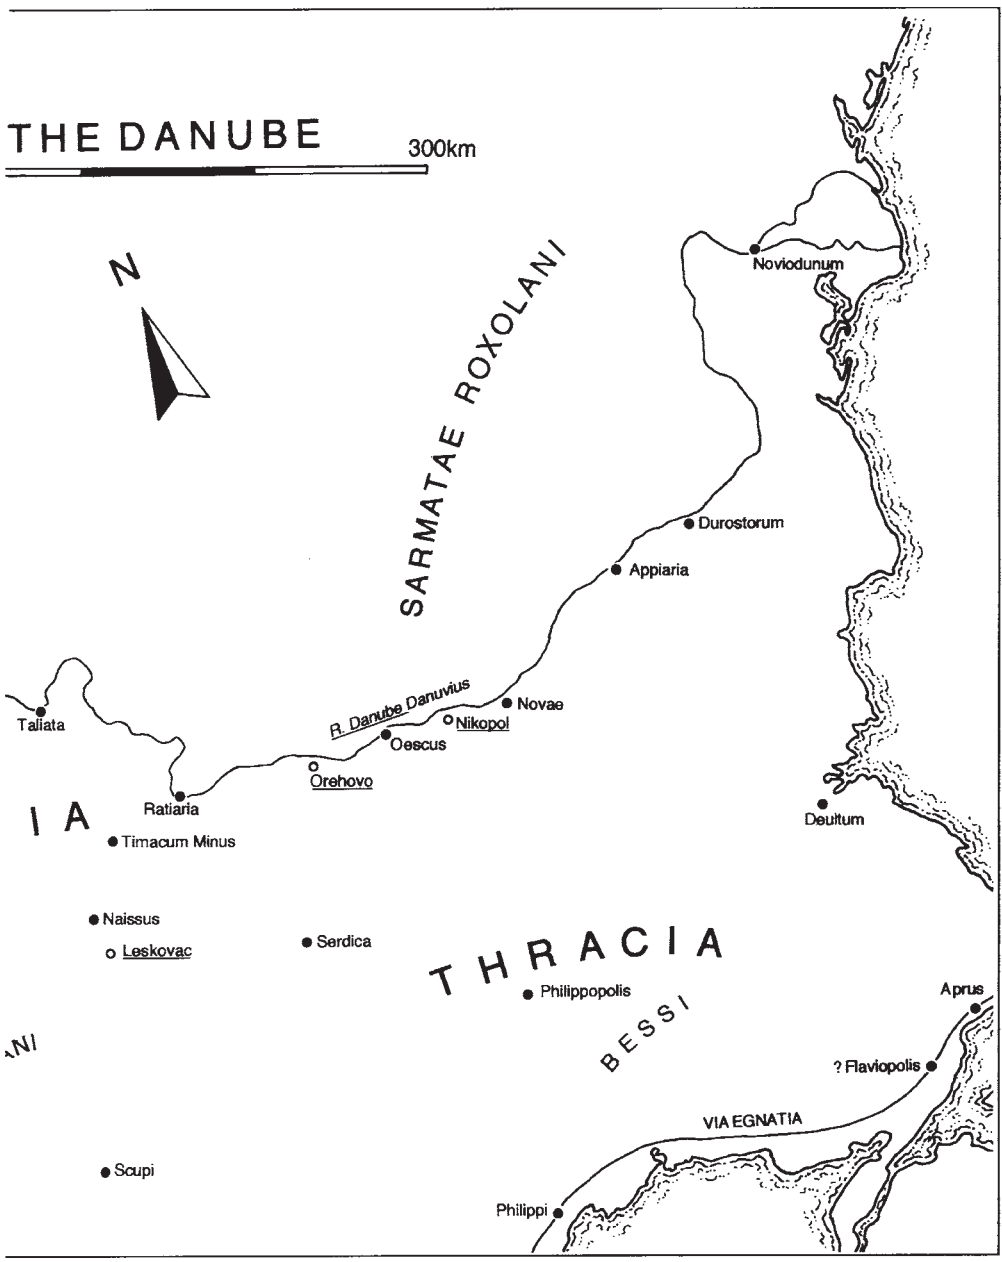 THE DANUBE
300km
N
Noviodunum
SARMATAE ROXOLANI
Durostorum
Appiaria
R. Danube Danuvius
Novae
Nikopol
Taliata
Oescus
Orehovo
Ratiaria
I A
Deultum
Timacum Minus
Naissus
Leskovac
Serdica
THRACIA
Philippopolis
Aprus
BESSI
ANI
? Flaviopolis
VIA EGNATIA
Scupi
Philippi